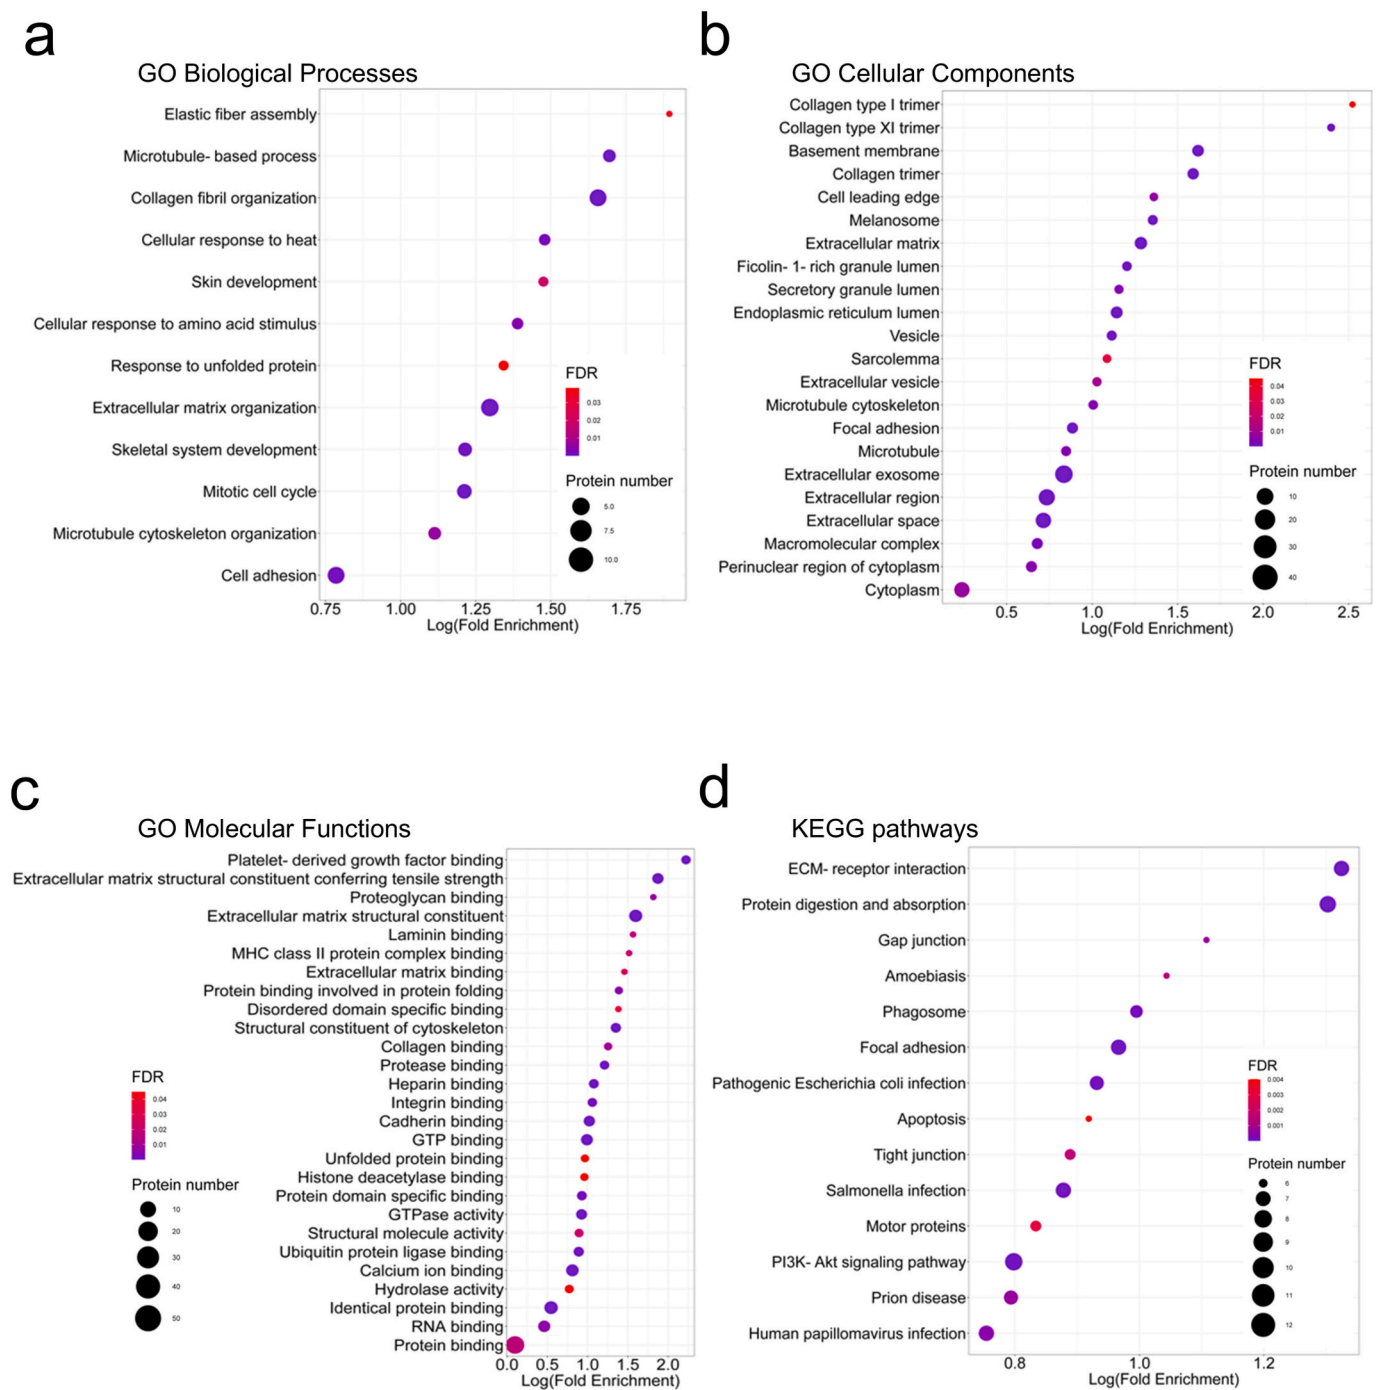 a
GO Biological Processes
Elastic fiber assembly
Microtubule- based process
Collagen fibril organization
Cellular response to heat
Skin development
Cellular response to amino acid stimulus
Response to unfolded protein
Extracellular matrix organization
Skeletal system development
Mitotic cell cycle
Microtubule cytoskeleton organization
Cell adhesion
0.75 1.00 1.25 1.50 1.75
Log(Fold Enrichment)
FDR
0.03
0.02
0.01
Protein number
5.0
7.5
10.0
b
GO Cellular Components
Collagen type I trimer
Collagen type XI trimer
Basement membrane
Collagen trimer
Cell leading edge
Melanosome
Extracellular matrix
Ficolin- 1- rich granule lumen
Secretory granule lumen
Endoplasmic reticulum lumen
Vesicle
Sarcolemma
Extracellular vesicle
Microtubule cytoskeleton
Focal adhesion
Microtubule
Extracellular exosome
Extracellular region
Extracellular space
Macromolecular complex
Perinuclear region of cytoplasm
Cytoplasm
0.5 1.0 1.5 2.0 2.5
Log(Fold Enrichment)
FDR
0.04
0.03
0.02
0.01
Protein number
10
20
30
40
c
GO Molecular Functions
Platelet- derived growth factor binding
Extracellular matrix structural constituent conferring tensile strength
Proteoglycan binding
Extracellular matrix structural constituent
Laminin binding
MHC class II protein complex binding
Extracellular matrix binding
Protein binding involved in protein folding
Disordered domain specific binding
Structural constituent of cytoskeleton
Collagen binding
Protease binding
Heparin binding
Integrin binding
Cadherin binding
GTP binding
Unfolded protein binding
Histone deacetylase binding
Protein domain specific binding
GTPase activity
Structural molecule activity
Ubiquitin protein ligase binding
Calcium ion binding
Hydrolase activity
Identical protein binding
RNA binding
Protein binding
0.0 0.5 1.0 1.5 2.0
Log(Fold Enrichment)
FDR
0.04
0.03
0.02
0.01
Protein number
10
20
30
40
50
d
KEGG pathways
ECM- receptor interaction
Protein digestion and absorption
Gap junction
Amoebiasis
Phagosome
Focal adhesion
Pathogenic Escherichia coli infection
Apoptosis
Tight junction
Salmonella infection
Motor proteins
PI3K- Akt signaling pathway
Prion disease
Human papillomavirus infection
0.8 1.0 1.2
Log(Fold Enrichment)
FDR
0.004
0.003
0.002
0.001
Protein number
6
7
8
9
10
11
12